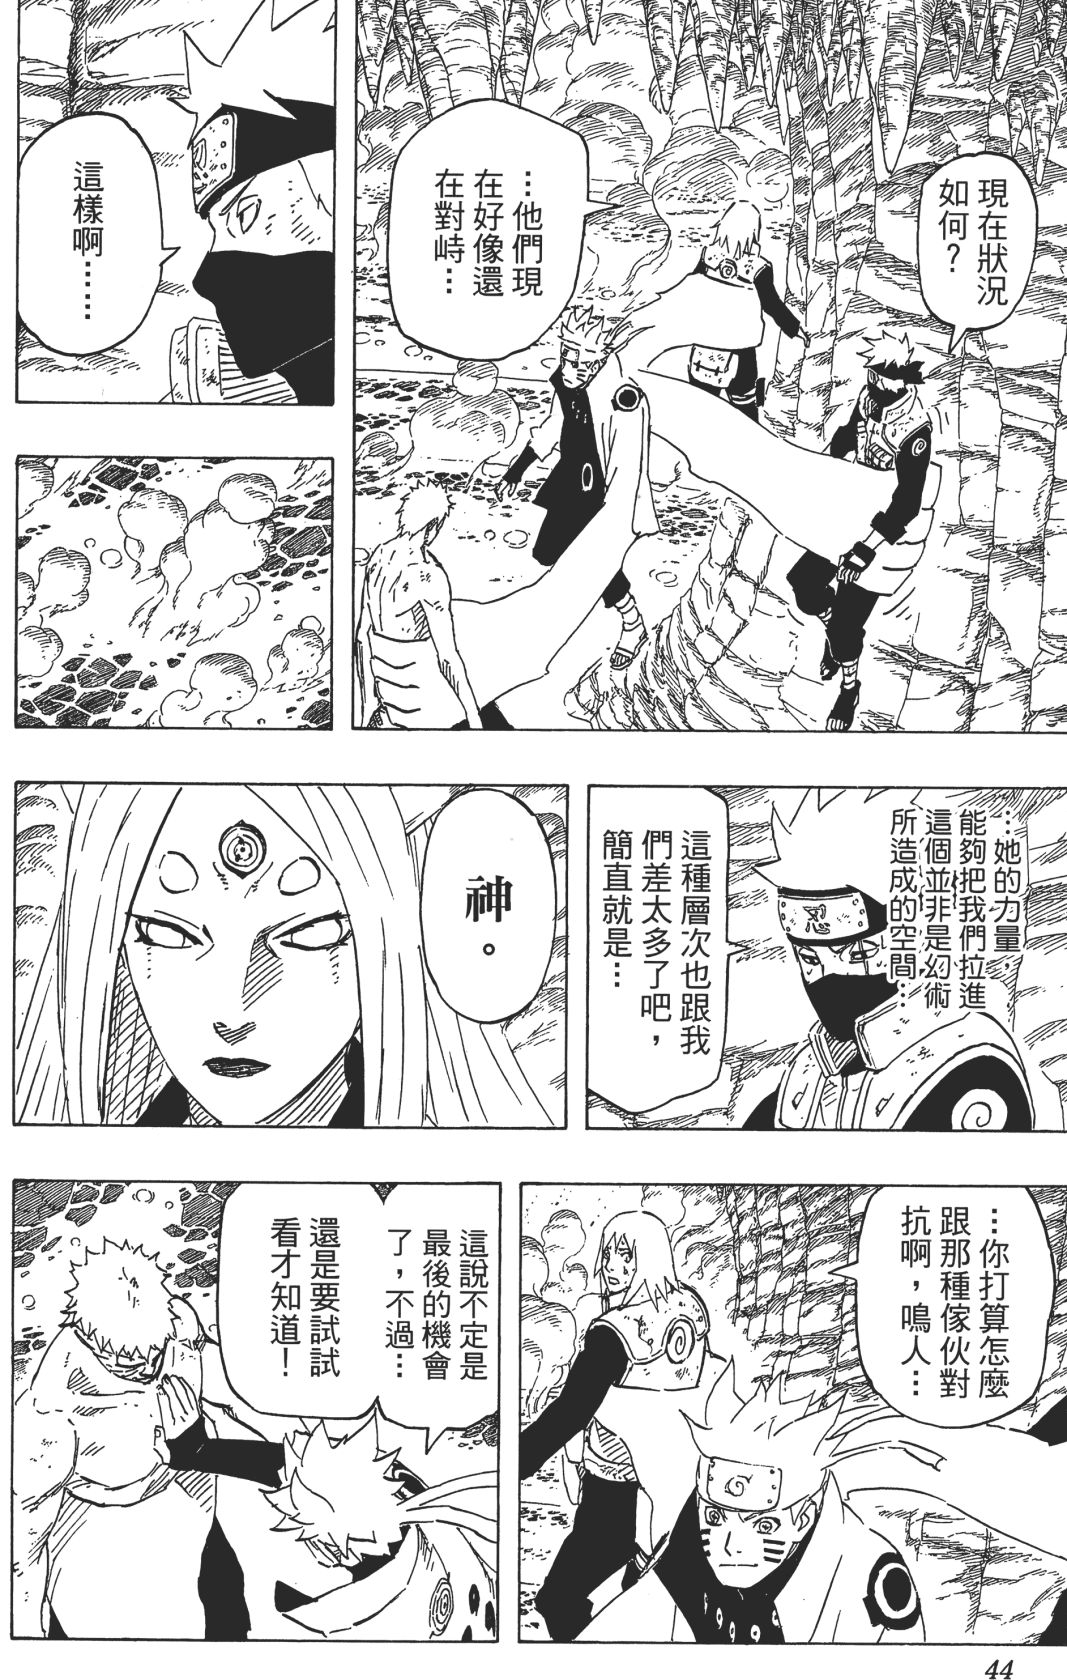 現在狀況
如何?
…他們現
在好像還
在對峙…
這樣啊……
…她的力量，
能夠把我們拉進
這個並非是幻術
所造成的空間…
這種層次也跟我
們差太多了吧，
簡直就是…
神。
…你打算怎麼
跟那種傢伙對
抗啊，鳴人…
這說不定是
最後的機會
了，不過…
還是要試試
看才知道！
忍
44